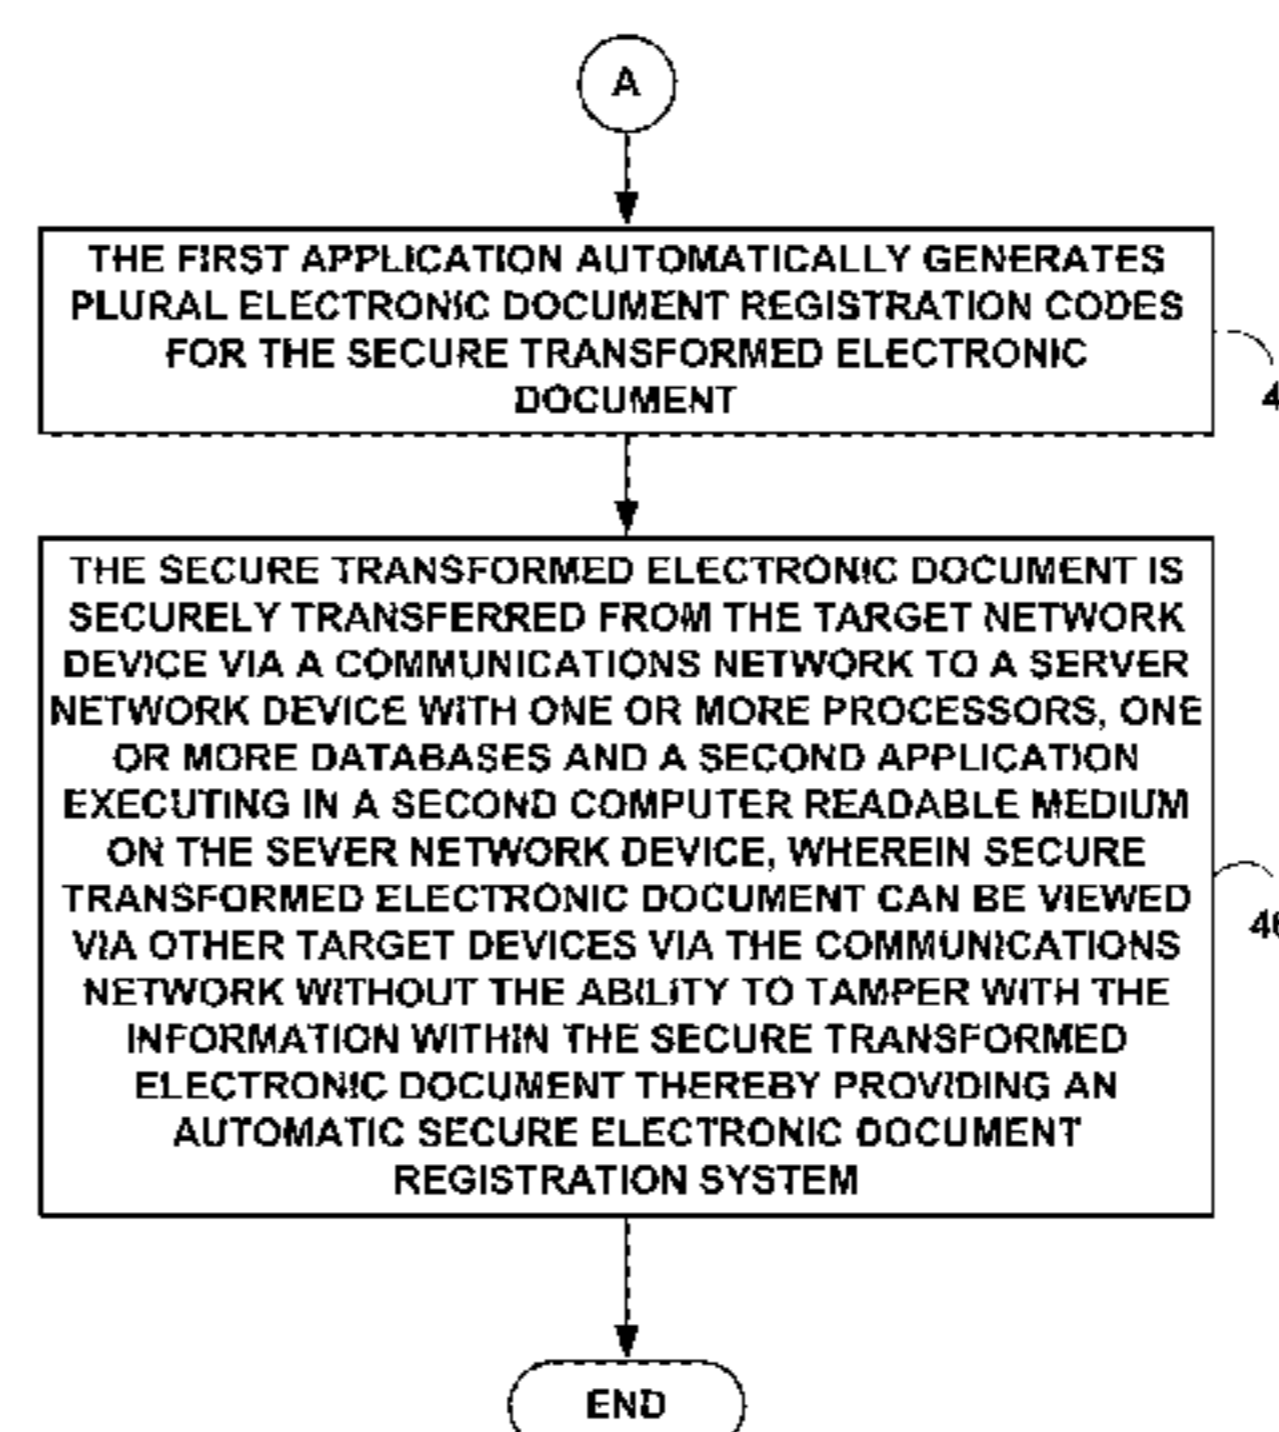 A
THE FIRST APPLICATION AUTOMATICALLY GENERATES
PLURAL ELECTRONIC DOCUMENT REGISTRATION CODES
FOR THE SECURE TRANSFORMED ELECTRONIC
DOCUMENT
THE SECURE TRANSFORMED ELECTRONIC DOCUMENT IS
SECURELY TRANSFERRED FROM THE TARGET NETWORK
DEVICE VIA A COMMUNICATIONS NETWORK TO A SERVER
NETWORK DEVICE WITH ONE OR MORE PROCESSORS, ONE
OR MORE DATABASES AND A SECOND APPLICATION
EXECUTING IN A SECOND COMPUTER READABLE MEDIUM
ON THE SEVER NETWORK DEVICE, WHEREIN SECURE
TRANSFORMED ELECTRONIC DOCUMENT CAN BE VIEWED
VIA OTHER TARGET DEVICES VIA THE COMMUNICATIONS
NETWORK WITHOUT THE ABILITY TO TAMPER WITH THE
INFORMATION WITHIN THE SECURE TRANSFORMED
ELECTRONIC DOCUMENT THEREBY PROVIDING AN
AUTOMATIC SECURE ELECTRONIC DOCUMENT
REGISTRATION SYSTEM
END